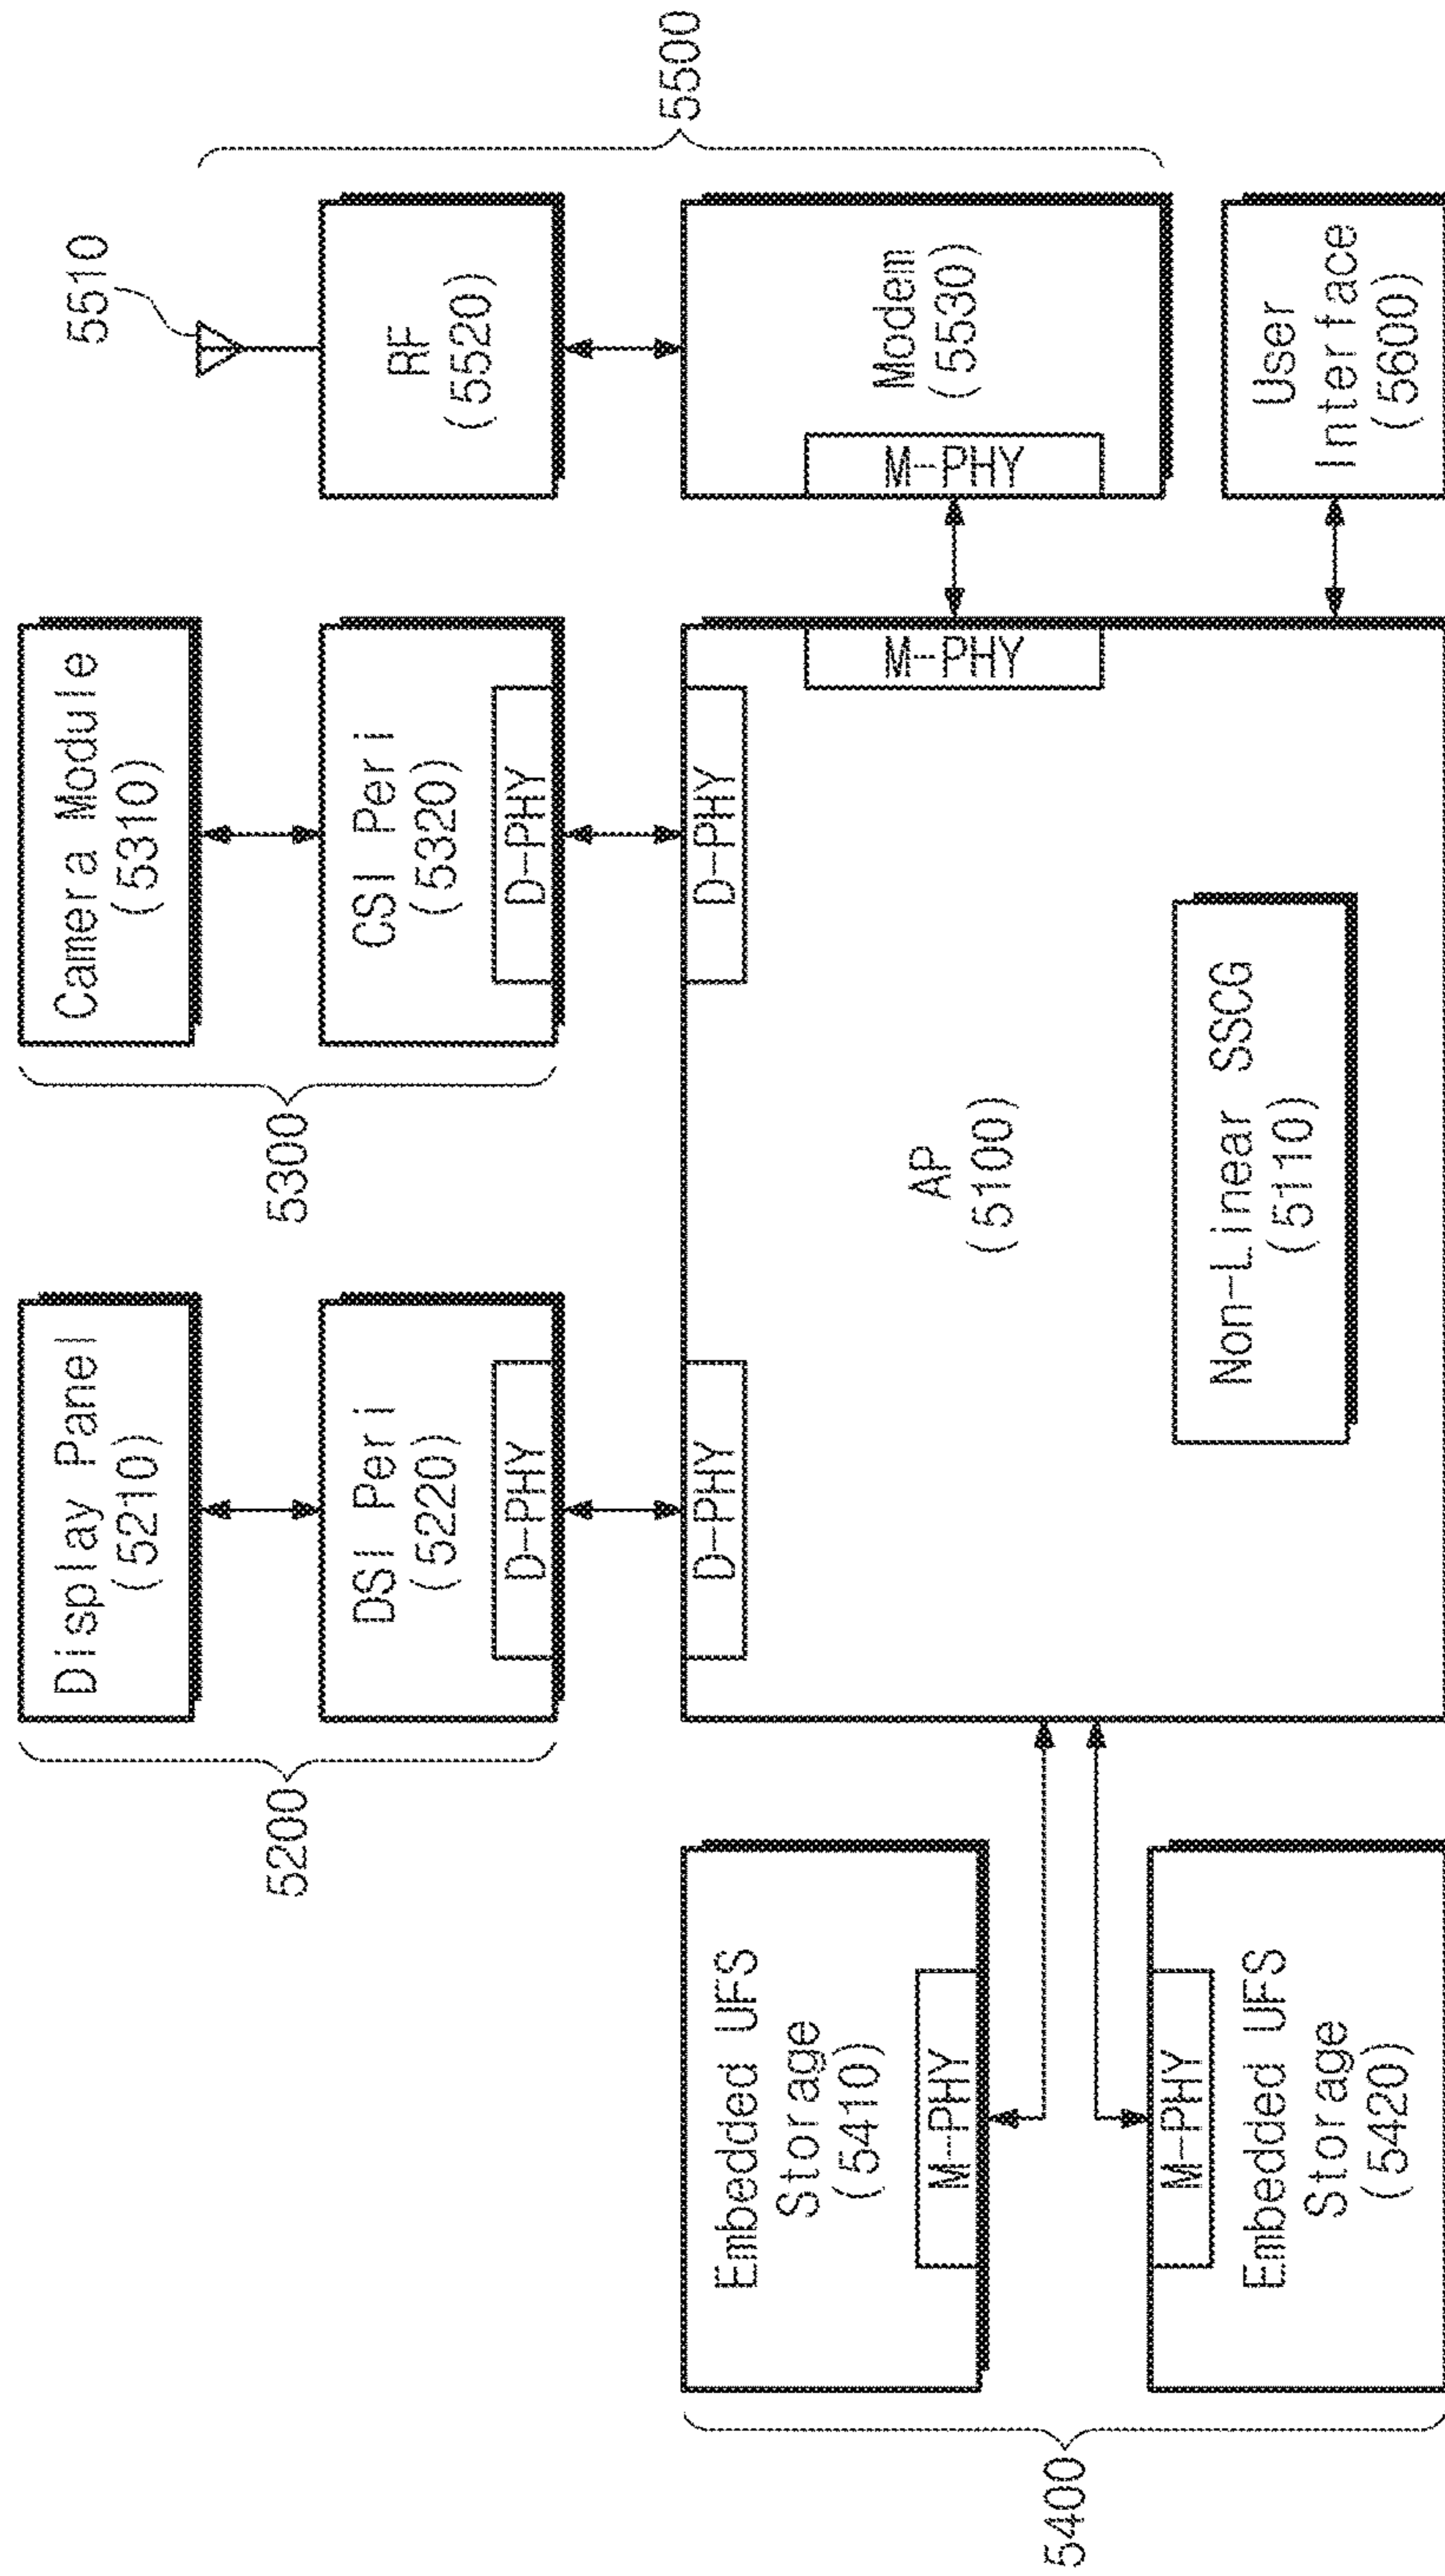 5200
Display Panel
(5210)
DSI Peri
(5220)
D-PHY
5300
Camera Module
(5310)
CSI Peri
(5320)
D-PHY
5510
RF
(5520)
5500
5400
Embedded UFS
Storage
(5410)
M-PHY
M-PHY
Embedded UFS
Storage
(5420)
D-PHY
D-PHY
AP
(5100)
M-PHY
Non-Linear SSCG
(5110)
M-PHY
Modem
(5530)
User
Interface
(5600)